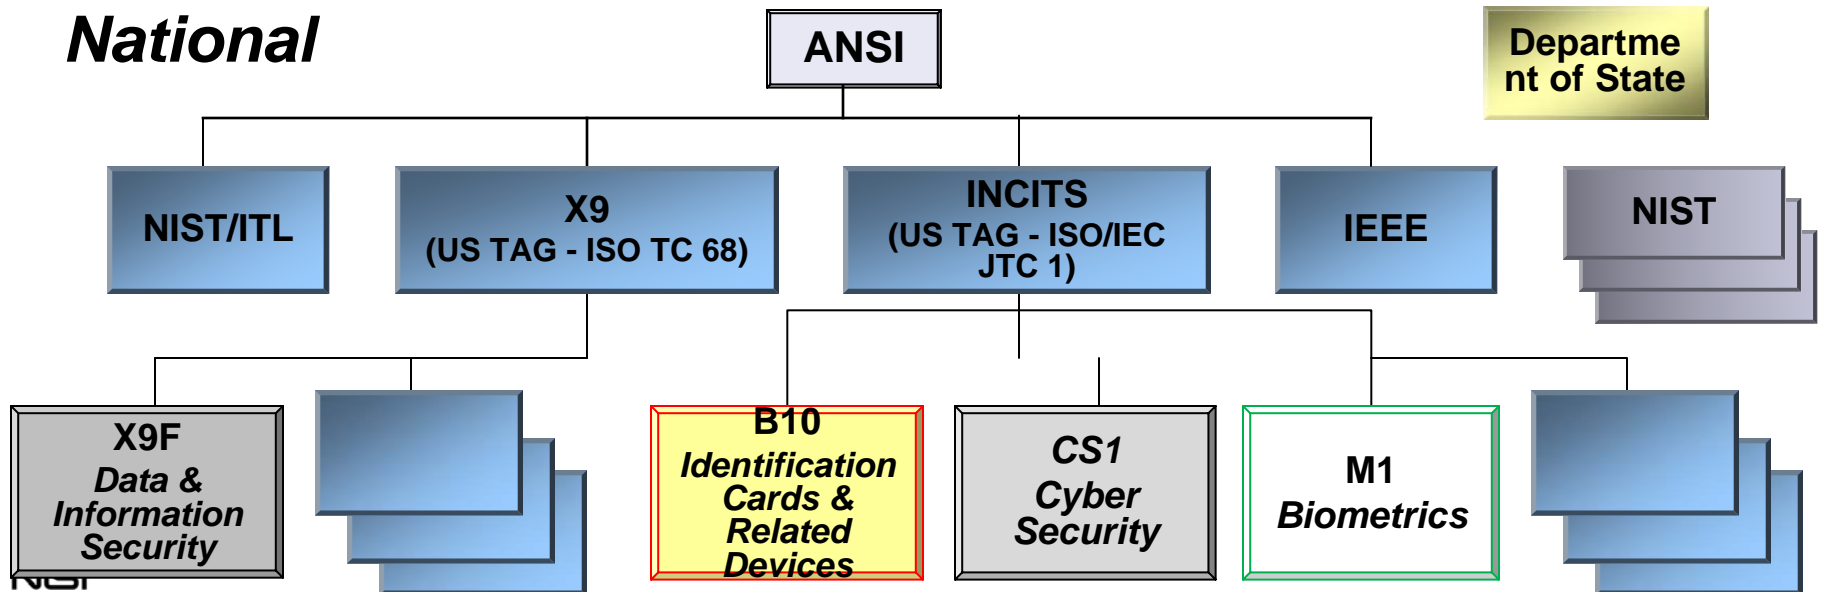 National
ANSI
Departme
nt of State
NIST/ITL
X9
(US TAG - ISO TC 68)
INCITS
(US TAG - ISO/IEC
JTC 1)
IEEE
NIST
X9F
Data &
Information
Security
B10
Identification
Cards &
Related
Devices
CS1
Cyber
Security
M1
Biometrics